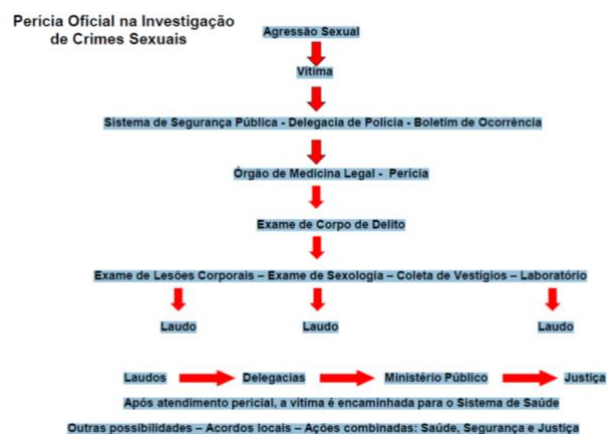 Perícia Oficial na Investigação
de Crimes Sexuais
Agressão Sexual
Vítima
Sistema de Segurança Pública - Delegacia de Polícia - Boletim de Ocorrência
Órgão de Medicina Legal - Perícia
Exame de Corpo de Delito
Exame de Lesões Corporais – Exame de Sexologia – Coleta de Vestígios – Laboratório
Laudo Laudo Laudo
Laudos Delegacias Ministério Público Justiça
Após atendimento pericial, a vítima é encaminhada para o Sistema de Saúde
Outras possibilidades – Acordos locais – Ações combinadas: Saúde, Segurança e Justiça